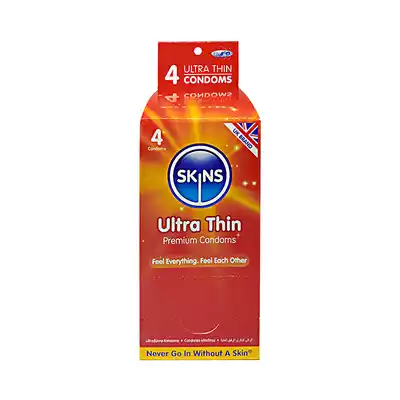 4 ULTRA THIN
CONDOMS
4
Condoms
UK BRAND
SKINS
Ultra Thin
Premium Condoms
Feel Everything. Feel Each Other
Never Go In Without A Skin®